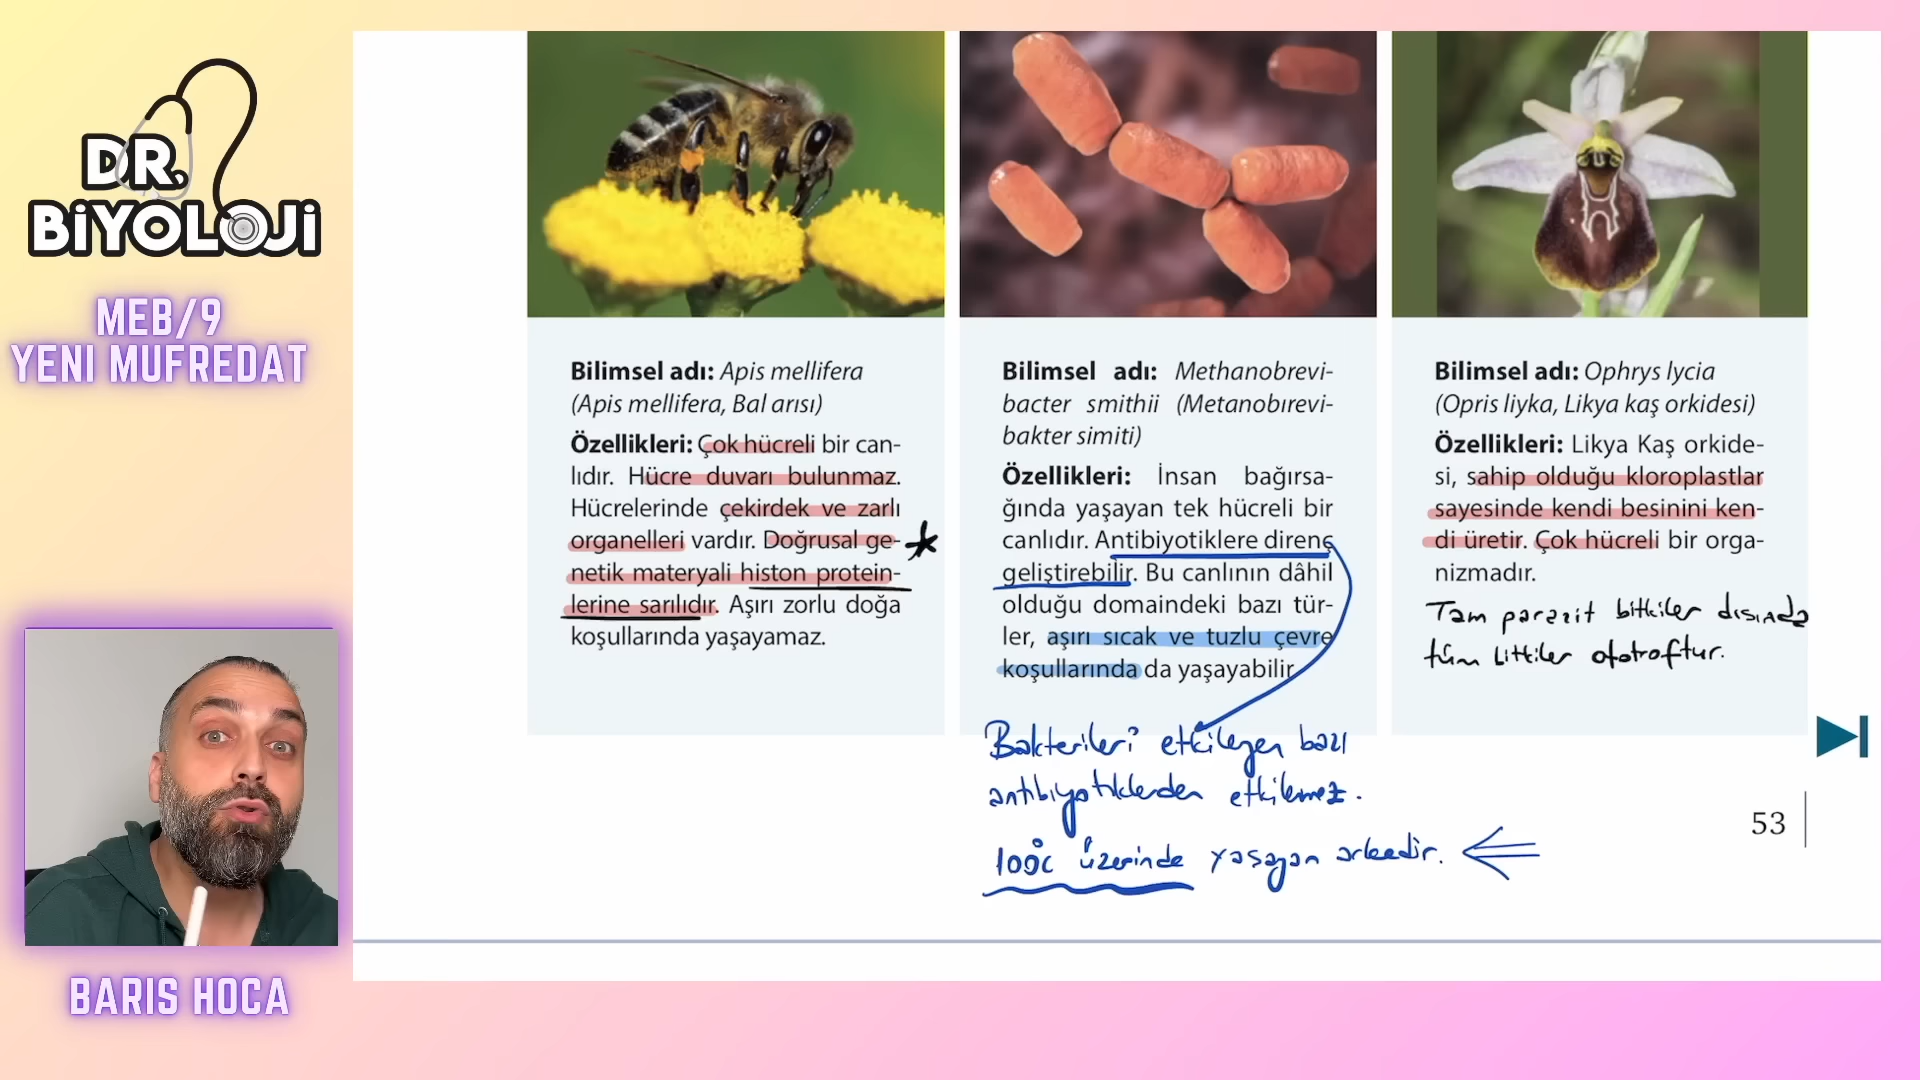 DR.
BiYOLOJi
MEB/9
YENI MUFREDAT
BARIS HOCA
Bilimsel adı: Apis mellifera
(Apis mellifera, Bal arısı)
Özellikleri: Çok hücreli bir can-
lıdır. Hücre duvarı bulunmaz.
Hücrelerinde çekirdek ve zarlı
organelleri vardır. Doğrusal ge-
netik materyali histon protein-
lerine sarılıdır. Aşırı zorlu doğa
koşullarında yaşayamaz.
Bilimsel adı: Methanobrevi-
bacter smithii (Metanobırevi-
bakter simiti)
Özellikleri: İnsan bağırsa-
ğında yaşayan tek hücreli bir
canlıdır. Antibiyotiklere direnç
geliştirebilir. Bu canlının dâhil
olduğu domaindeki bazı tür-
ler, aşırı sıcak ve tuzlu çevre
koşullarında da yaşayabilir.
Bakterileri etkileyen bazı
antibiyotiklerden etkilemez.
100°C üzerinde yaşayan arkedir.
Bilimsel adı: Ophrys lycia
(Opris liyka, Likya kaş orkidesi)
Özellikleri: Likya Kaş orkide-
si, sahip olduğu kloroplastlar
sayesinde kendi besinini ken-
di üretir. Çok hücreli bir orga-
nizmadır.
Tam parazit bitkiler dışında
tüm bitkiler ototroftur.
53